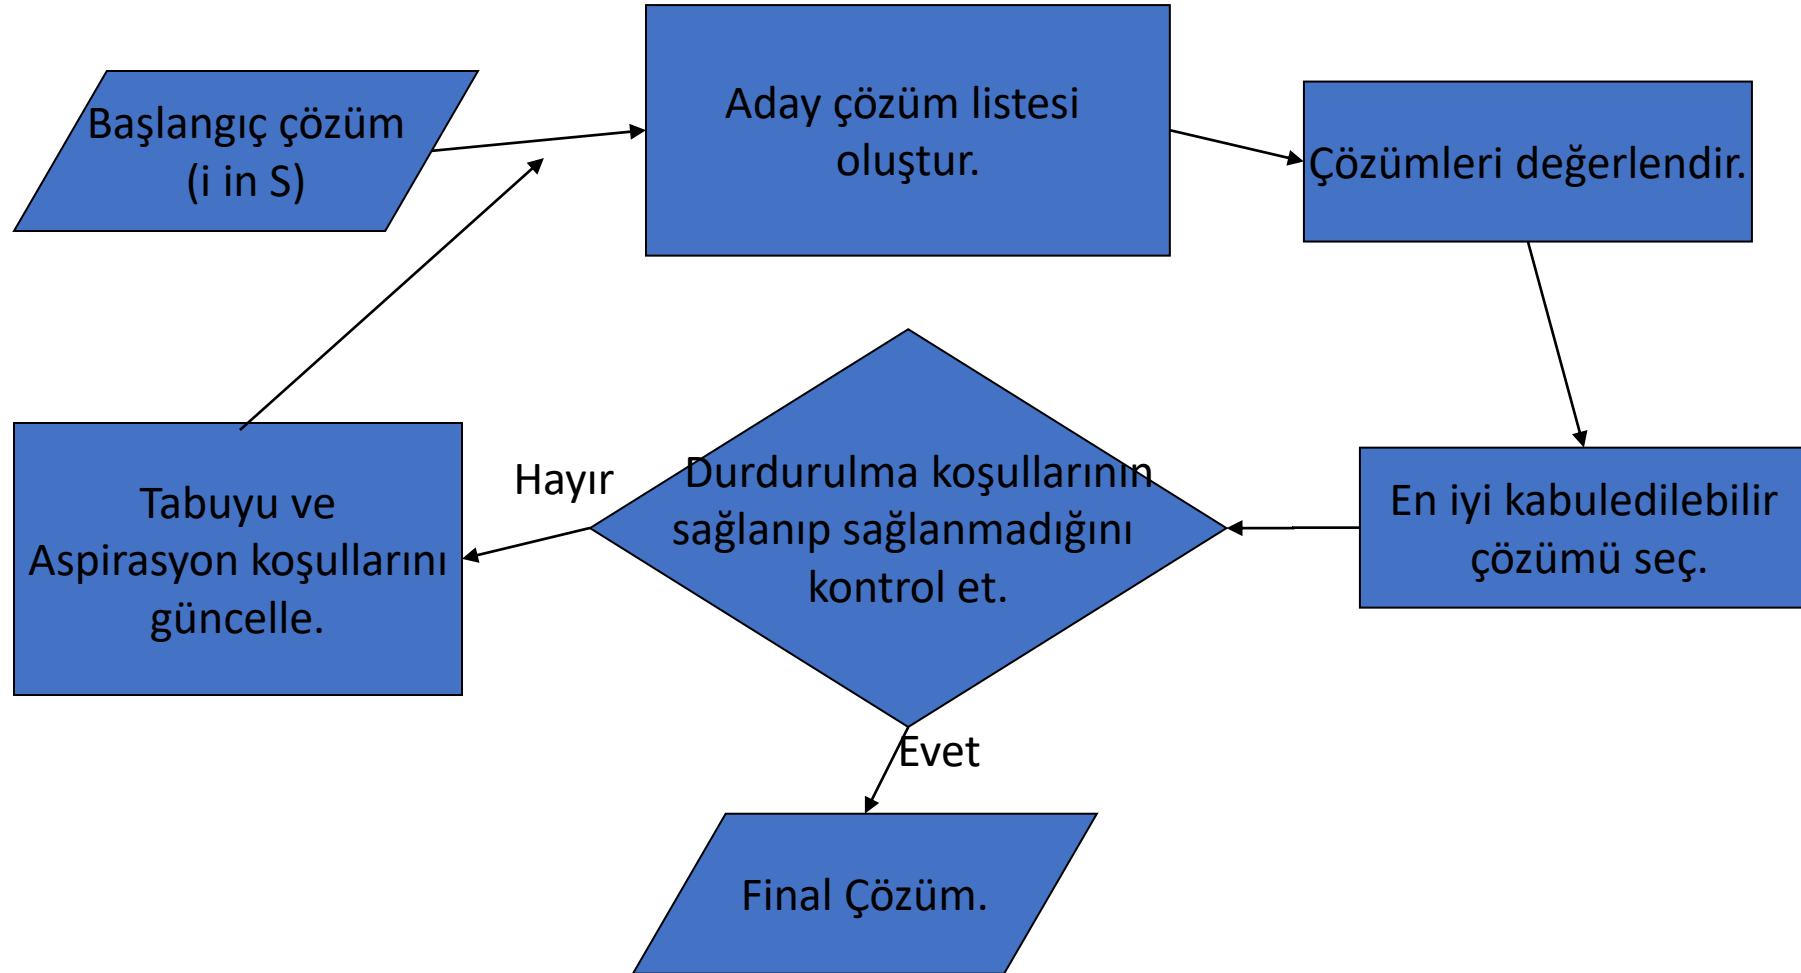 Başlangıç çözüm
(i in S)
Aday çözüm listesi
oluştur.
Çözümleri değerlendir.
En iyi kabuledilebilir
çözümü seç.
Durdurulma koşullarının
sağlanıp sağlanmadığını
kontrol et.
Hayır
Tabuyu ve
Aspirasyon koşullarını
güncelle.
Evet
Final Çözüm.